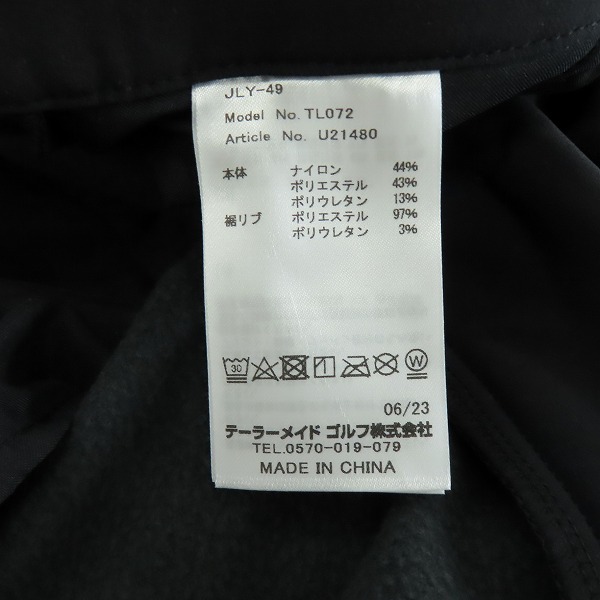 JLY-49
Model No. TL072
Article No. U21480
本体 ナイロン 44%
ポリエステル 43%
ポリウレタン 13%
裾リブ ポリエステル 97%
ポリウレタン 3%
30 W
06/23
テーラーメイド ゴルフ株式会社
TEL.0570-019-079
MADE IN CHINA